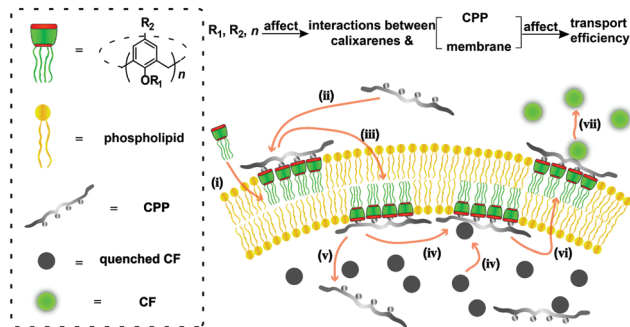 R2
OR1
n
=
phospholipid
=
CPP
=
quenched CF
=
CF
=
R1, R2, n
affect
interactions between
calixarenes &
CPP
membrane
affect
transport
efficiency
(i)
(ii)
(iii)
(iv)
(iv)
(v)
(vi)
(vii)